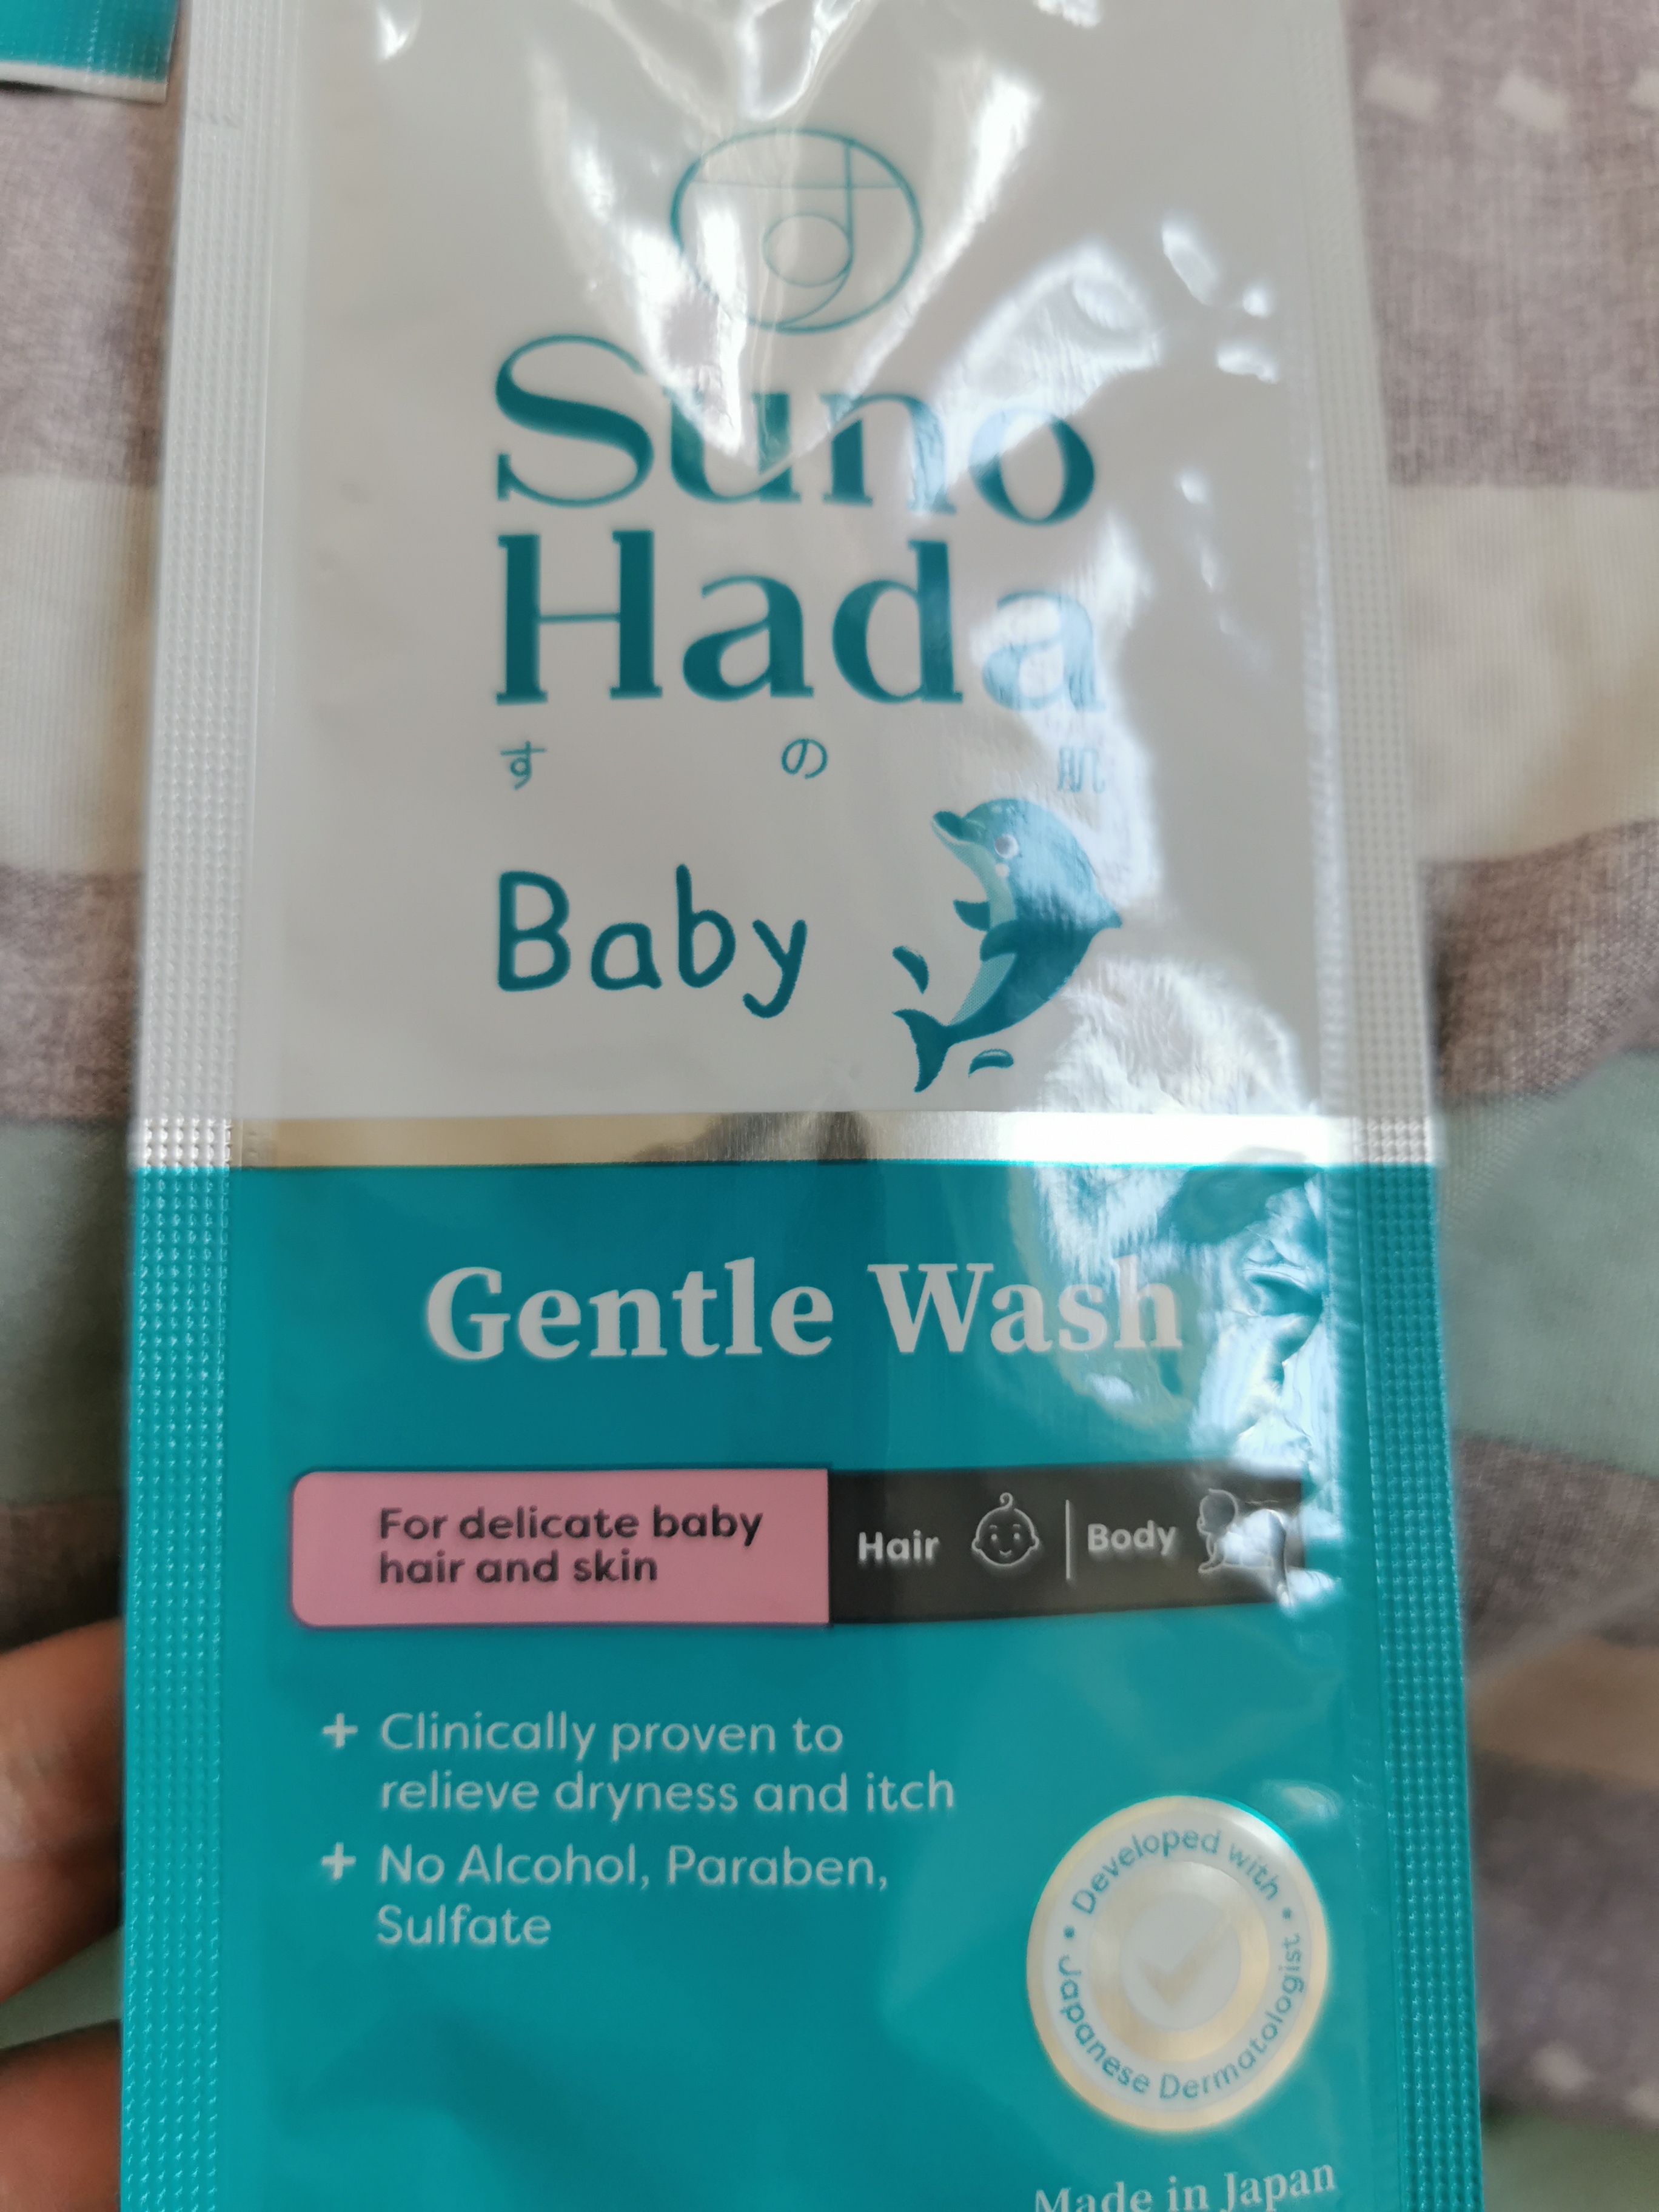 Suno
Hada
すの肌
Baby
Gentle Wash
For delicate baby
hair and skin
Hair | Body
+ Clinically proven to
relieve dryness and itch
+ No Alcohol, Paraben,
Sulfate
• Developed with •
Japanese Dermatologist
Made in Japan